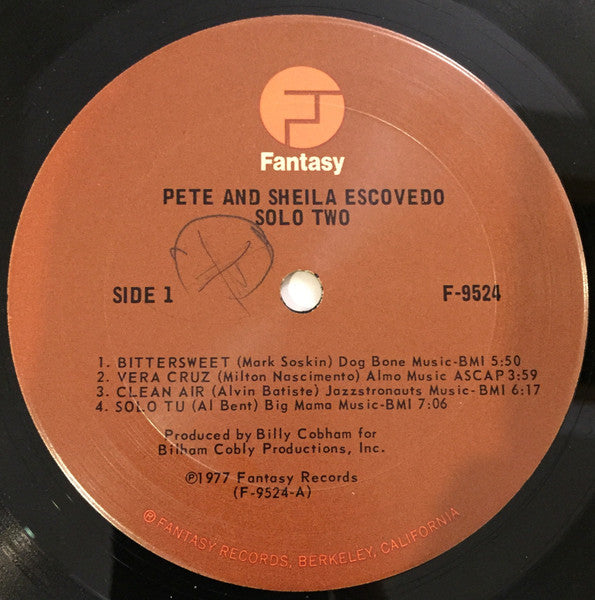 Fantasy
PETE AND SHEILA ESCOVEDO
SOLO TWO
SIDE 1
F-9524
1. BITTERSWEET (Mark Soskin) Dog Bone Music-BMI 5:50
2. VERA CRUZ (Milton Nascimento) Almo Music ASCAP 3:59
3. CLEAN AIR (Alvin Batiste) Jazzstronauts Music-BMI 6:17
4. SOLO TU (Al Bent) Big Mama Music-BMI 7:06
Produced by Billy Cobham for
Bilham Cobly Productions, Inc.
℗1977 Fantasy Records
(F-9524-A)
®FANTASY RECORDS, BERKELEY, CALIFORNIA